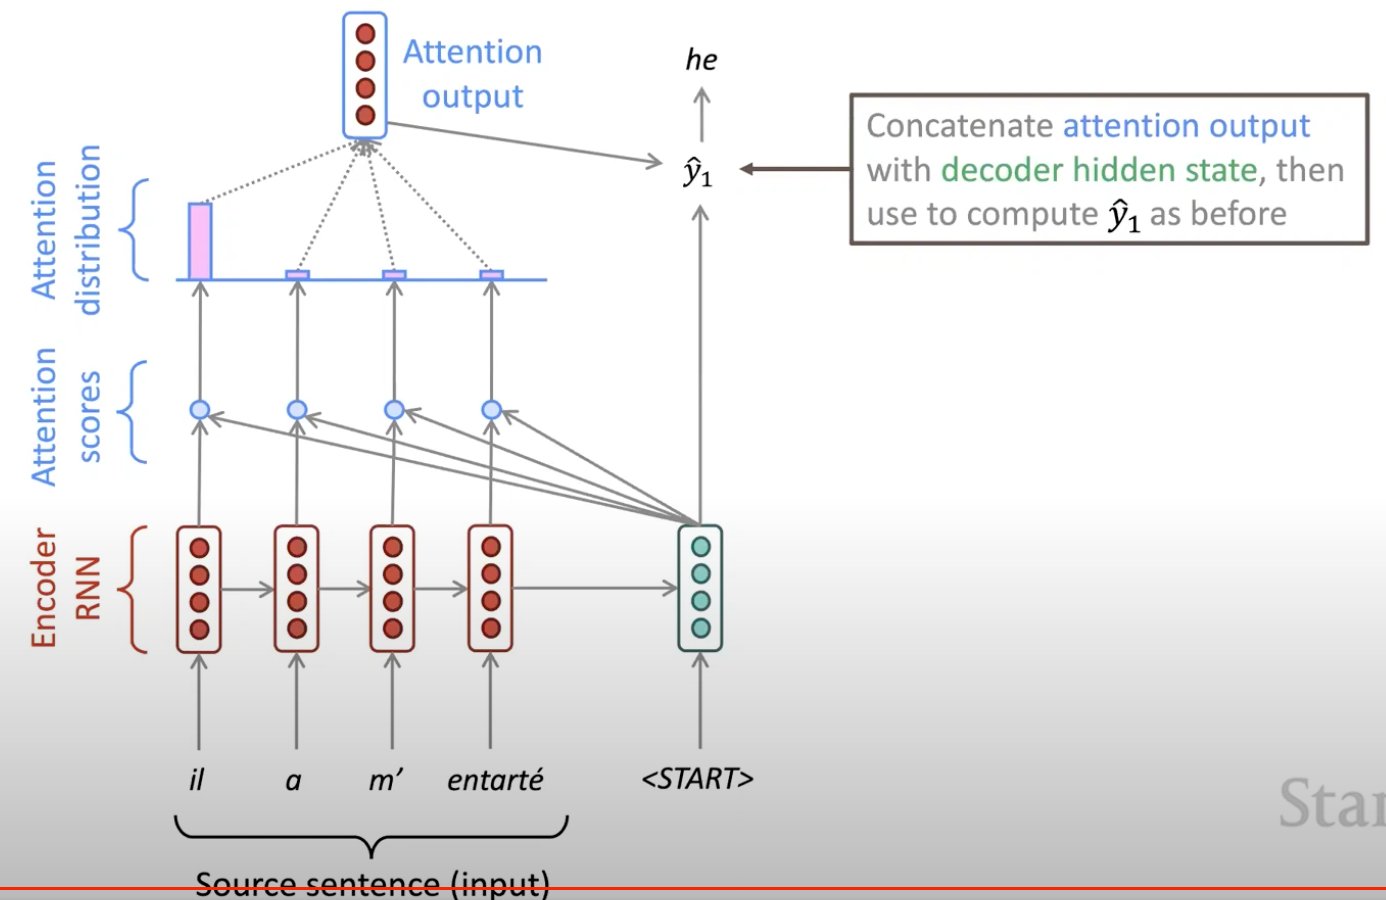 Attention
output
he
ŷ₁
Concatenate attention output
with decoder hidden state, then
use to compute ŷ₁ as before
Attention
distribution
Attention
scores
Encoder
RNN
il a m’ entarté <START>
Source sentence (input)